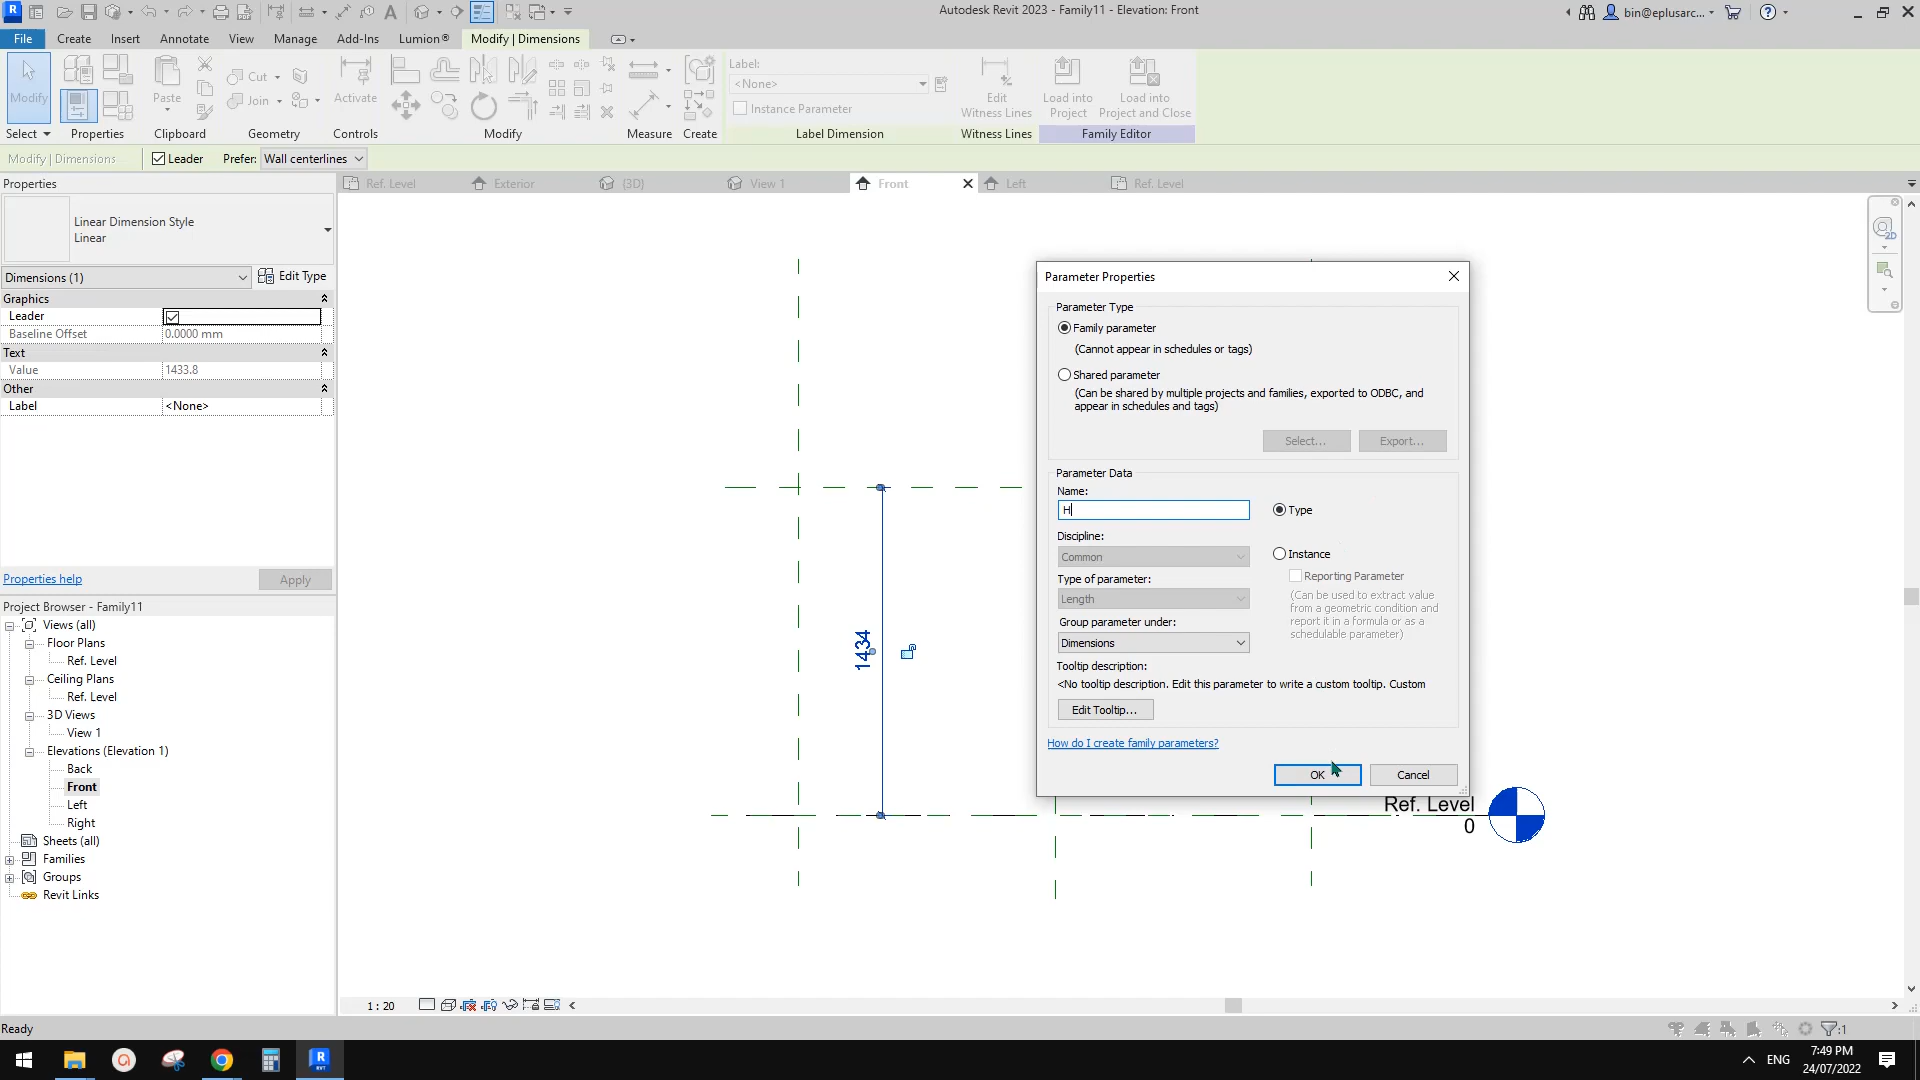 Autodesk Revit 2023 - Family11 - Elevation: Front
bin@eplusarc...
File Create Insert Annotate View Manage Add-Ins Lumion® Modify | Dimensions
Modify
Paste
Cut
Join
Activate
Label:
<None>
Instance Parameter
Edit
Witness Lines
Load into
Project
Load into
Project and Close
Select Properties Clipboard Geometry Controls Modify Measure Create Label Dimension Witness Lines Family Editor
Modify | Dimensions Leader Prefer: Wall centerlines
Properties
Ref. Level Exterior (3D) View 1 Front Left Ref. Level
Linear Dimension Style
Linear
Dimensions (1) Edit Type
Graphics
Leader
Baseline Offset 0.0000 mm
Text
Value 1433.8
Other
Label <None>
Properties help Apply
Project Browser - Family11
Views (all)
Floor Plans
Ref. Level
Ceiling Plans
Ref. Level
3D Views
View 1
Elevations (Elevation 1)
Back
Front
Left
Right
Sheets (all)
Families
Groups
Revit Links
1434
2D
Parameter Properties
Parameter Type
Family parameter
(Cannot appear in schedules or tags)
Shared parameter
(Can be shared by multiple projects and families, exported to ODBC, and
appear in schedules and tags)
Select... Export...
Parameter Data
Name:
H
Type
Discipline:
Common
Instance
Type of parameter:
Reporting Parameter
Length
(Can be used to extract value
from a geometric condition and
report it in a formula or as a
schedulable parameter)
Group parameter under:
Dimensions
Tooltip description:
<No tooltip description. Edit this parameter to write a custom tooltip. Custom
Edit Tooltip...
How do I create family parameters?
OK Cancel
Ref. Level
0
1 : 20
Ready
:1
ENG
7:49 PM
24/07/2022